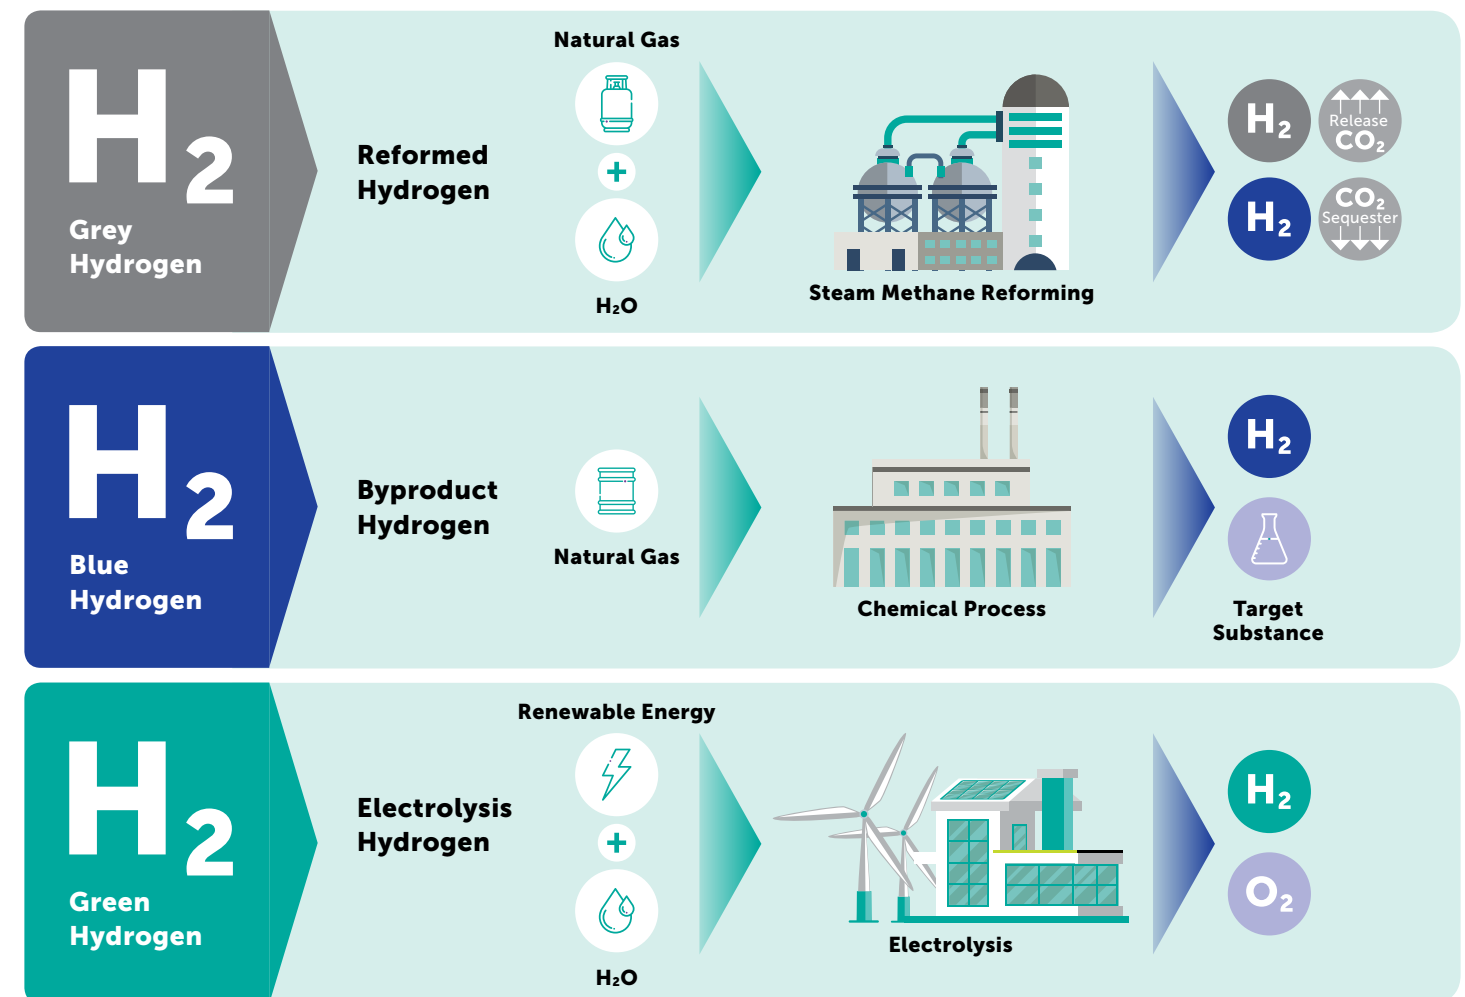 H2
Grey
Hydrogen
Reformed
Hydrogen
Natural Gas
+
H₂O
Steam Methane Reforming
H2
Release
CO2
H2
CO2
Sequester
H2
Blue
Hydrogen
Byproduct
Hydrogen
Natural Gas
Chemical Process
H2
Target
Substance
H2
Green
Hydrogen
Electrolysis
Hydrogen
Renewable Energy
+
H₂O
Electrolysis
H2
O2